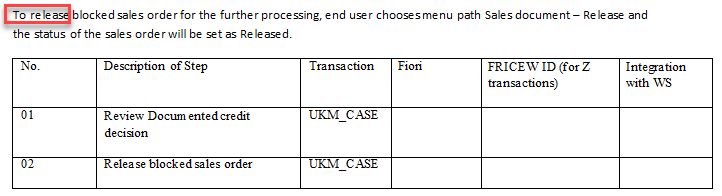 To release blocked sales order for the further processing, end user chooses menu path Sales document – Release and
the status of the sales order will be set as Released.
No. Description of Step Transaction Fiori FRICEW ID (for Z Integration
transactions) with WS
01 Review Documented credit UKM_CASE
decision
02 Release blocked sales order UKM_CASE